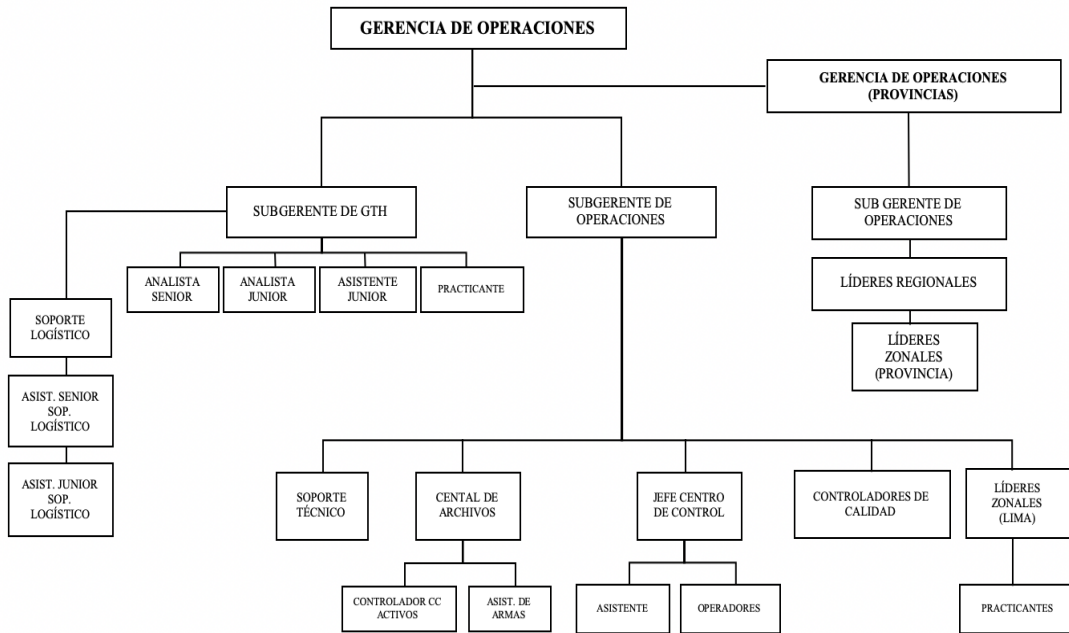 GERENCIA DE OPERACIONES
GERENCIA DE OPERACIONES
(PROVINCIAS)
SUBGERENTE DE GTH
SUBGERENTE DE
OPERACIONES
SUB GERENTE DE
OPERACIONES
ANALISTA
SENIOR
ANALISTA
JUNIOR
ASISTENTE
JUNIOR
PRACTICANTE
LÍDERES REGIONALES
SOPORTE
LOGÍSTICO
LÍDERES
ZONALES
(PROVINCIA)
ASIST. SENIOR
SOP.
LOGÍSTICO
ASIST. JUNIOR
SOP.
LOGÍSTICO
SOPORTE
TÉCNICO
CENTAL DE
ARCHIVOS
JEFE CENTRO
DE CONTROL
CONTROLADORES DE
CALIDAD
LÍDERES
ZONALES
(LIMA)
CONTROLADOR CC
ACTIVOS
ASIST. DE
ARMAS
ASISTENTE
OPERADORES
PRACTICANTES